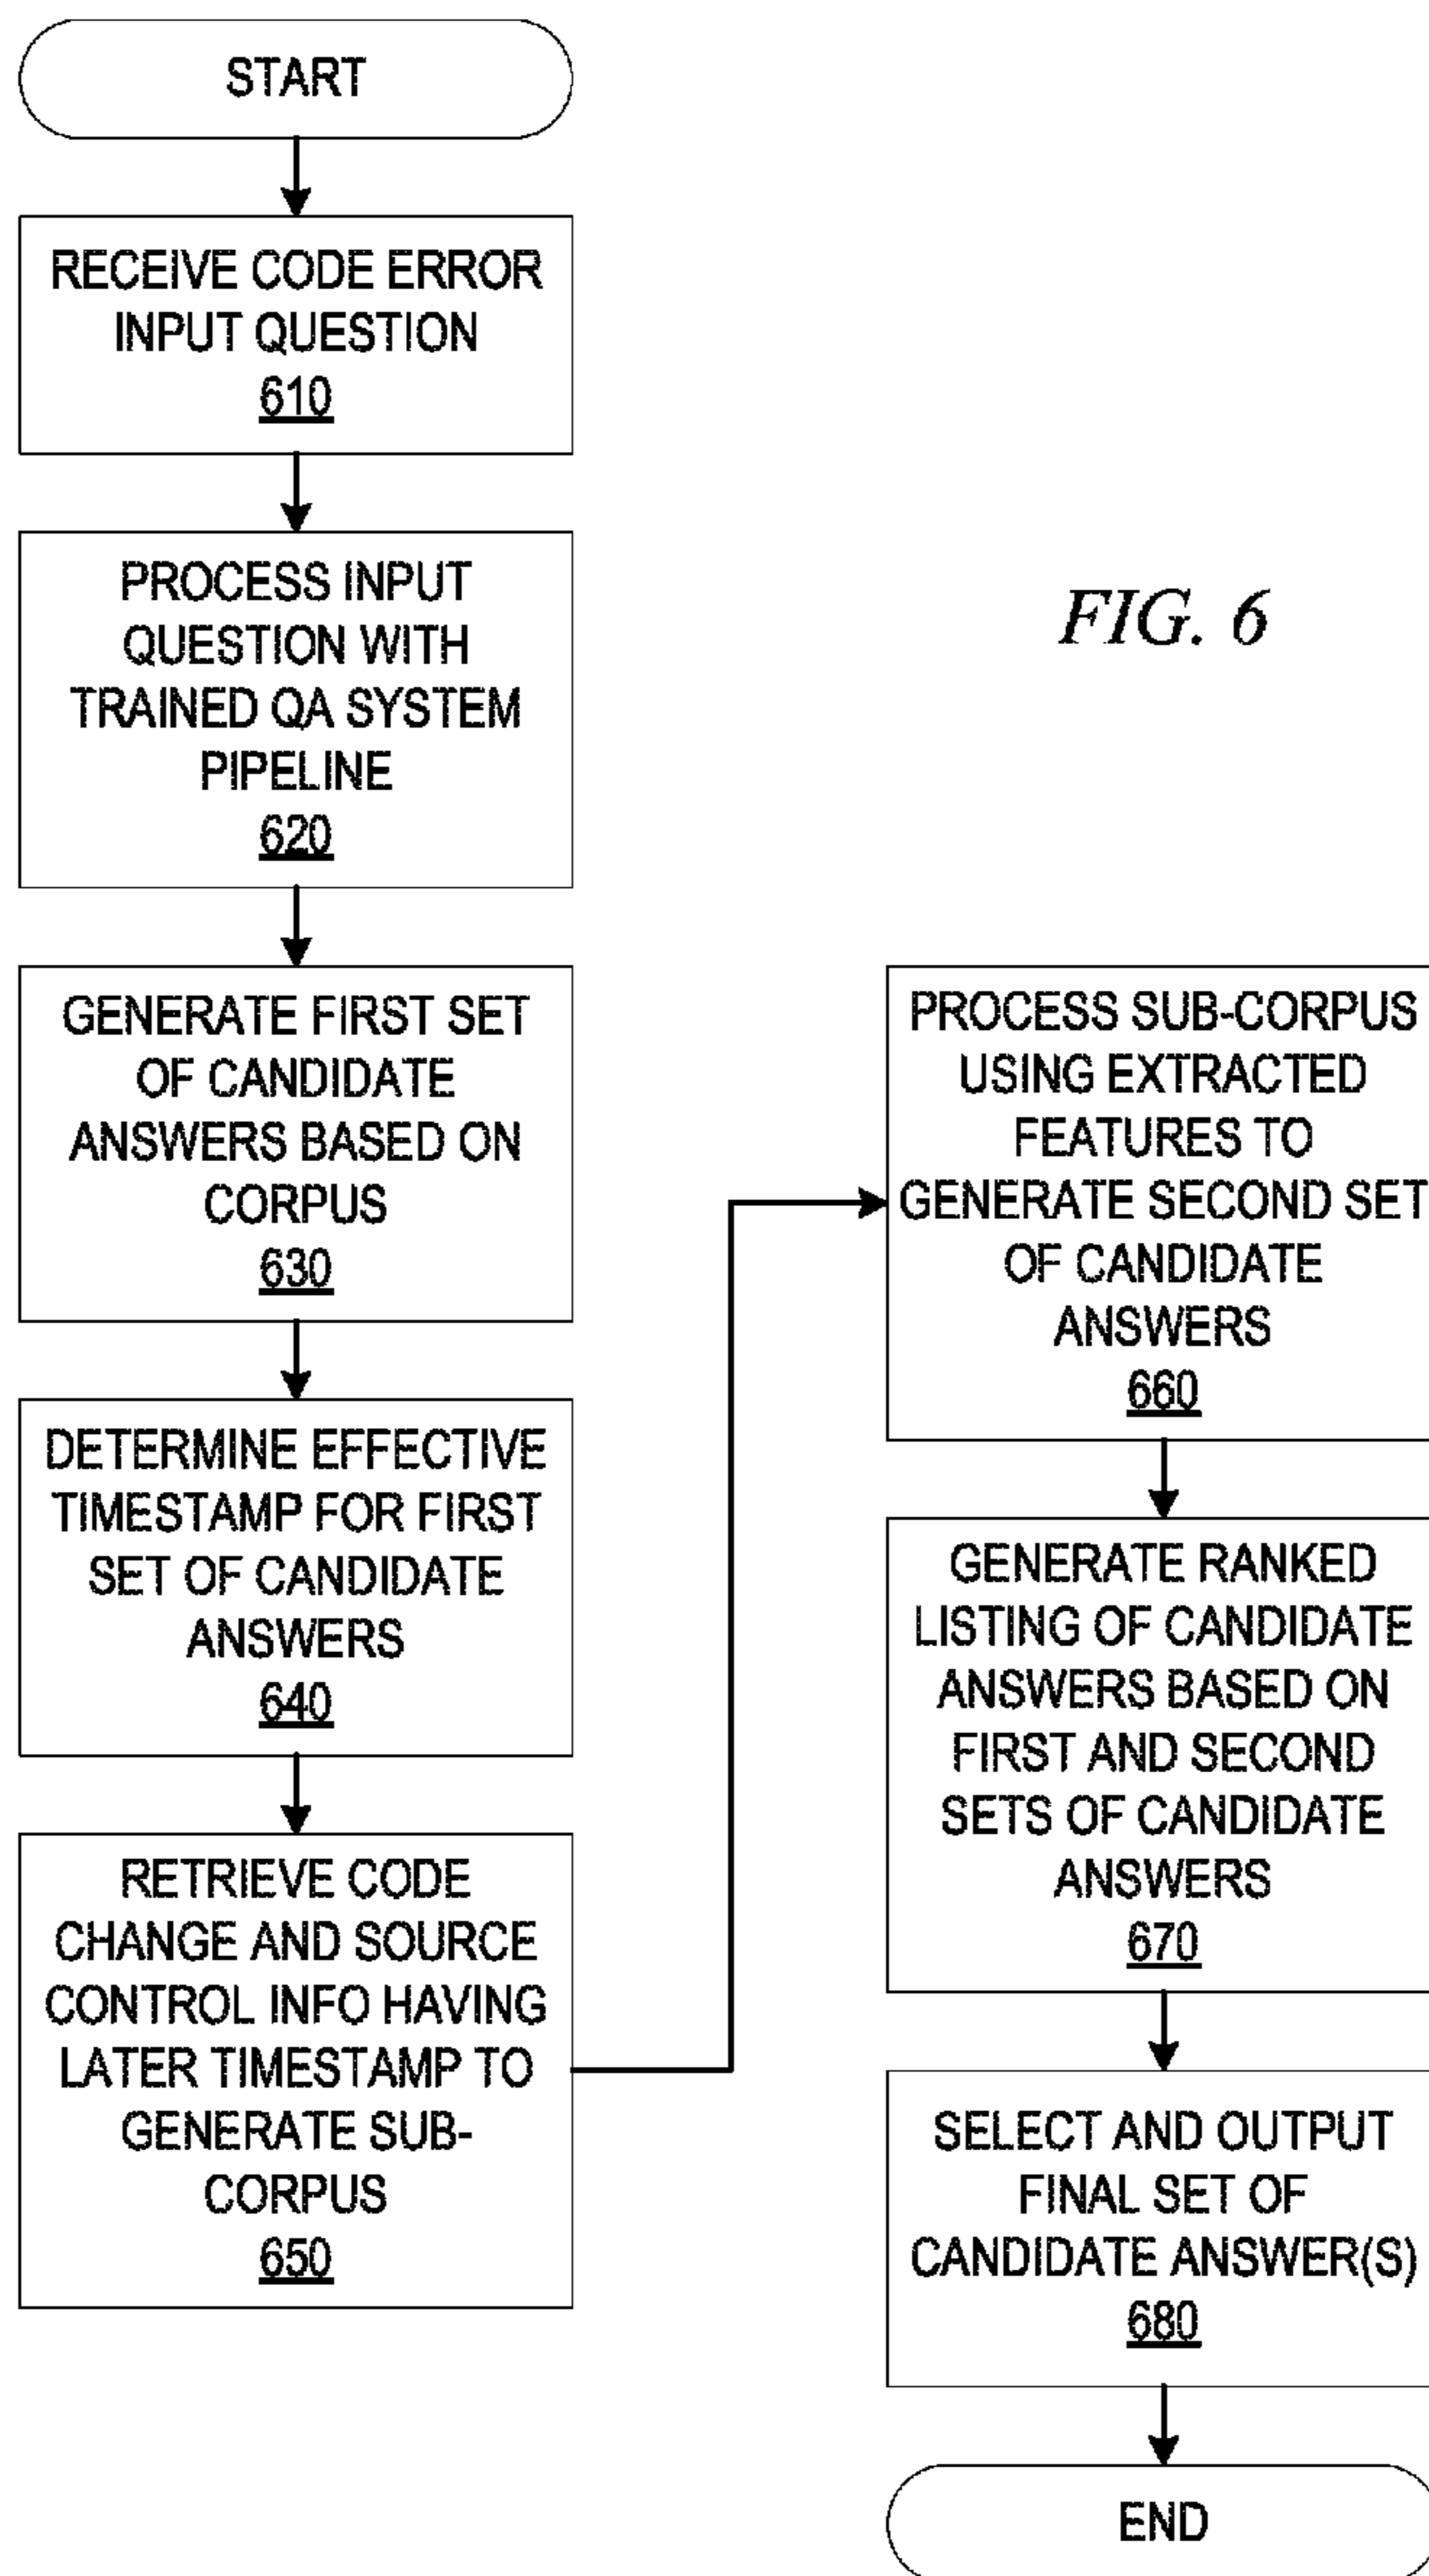 START
RECEIVE CODE ERROR
INPUT QUESTION
610
PROCESS INPUT
QUESTION WITH
TRAINED QA SYSTEM
PIPELINE
620
GENERATE FIRST SET
OF CANDIDATE
ANSWERS BASED ON
CORPUS
630
DETERMINE EFFECTIVE
TIMESTAMP FOR FIRST
SET OF CANDIDATE
ANSWERS
640
RETRIEVE CODE
CHANGE AND SOURCE
CONTROL INFO HAVING
LATER TIMESTAMP TO
GENERATE SUB-
CORPUS
650
FIG. 6
PROCESS SUB-CORPUS
USING EXTRACTED
FEATURES TO
GENERATE SECOND SET
OF CANDIDATE
ANSWERS
660
GENERATE RANKED
LISTING OF CANDIDATE
ANSWERS BASED ON
FIRST AND SECOND
SETS OF CANDIDATE
ANSWERS
670
SELECT AND OUTPUT
FINAL SET OF
CANDIDATE ANSWER(S)
680
END